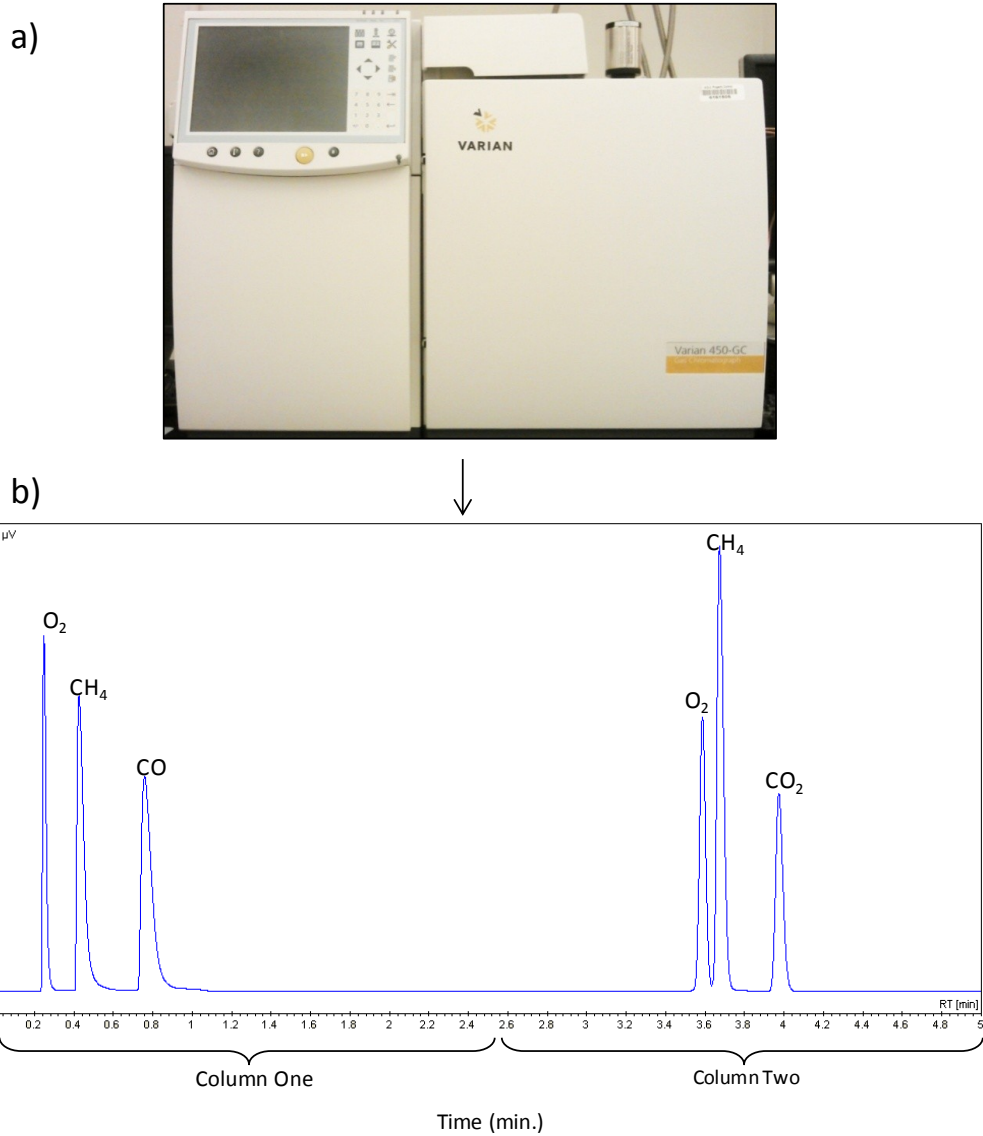 a)
VARIAN
Varian 450-GC
Gas Chromatograph
b)
µV
O₂
CH₄
CO
O₂
CH₄
CO₂
RT [min]
0.2 0.4 0.6 0.8 1 1.2 1.4 1.6 1.8 2 2.2 2.4 2.6 2.8 3 3.2 3.4 3.6 3.8 4 4.2 4.4 4.6 4.8 5
Column One
Column Two
Time (min.)